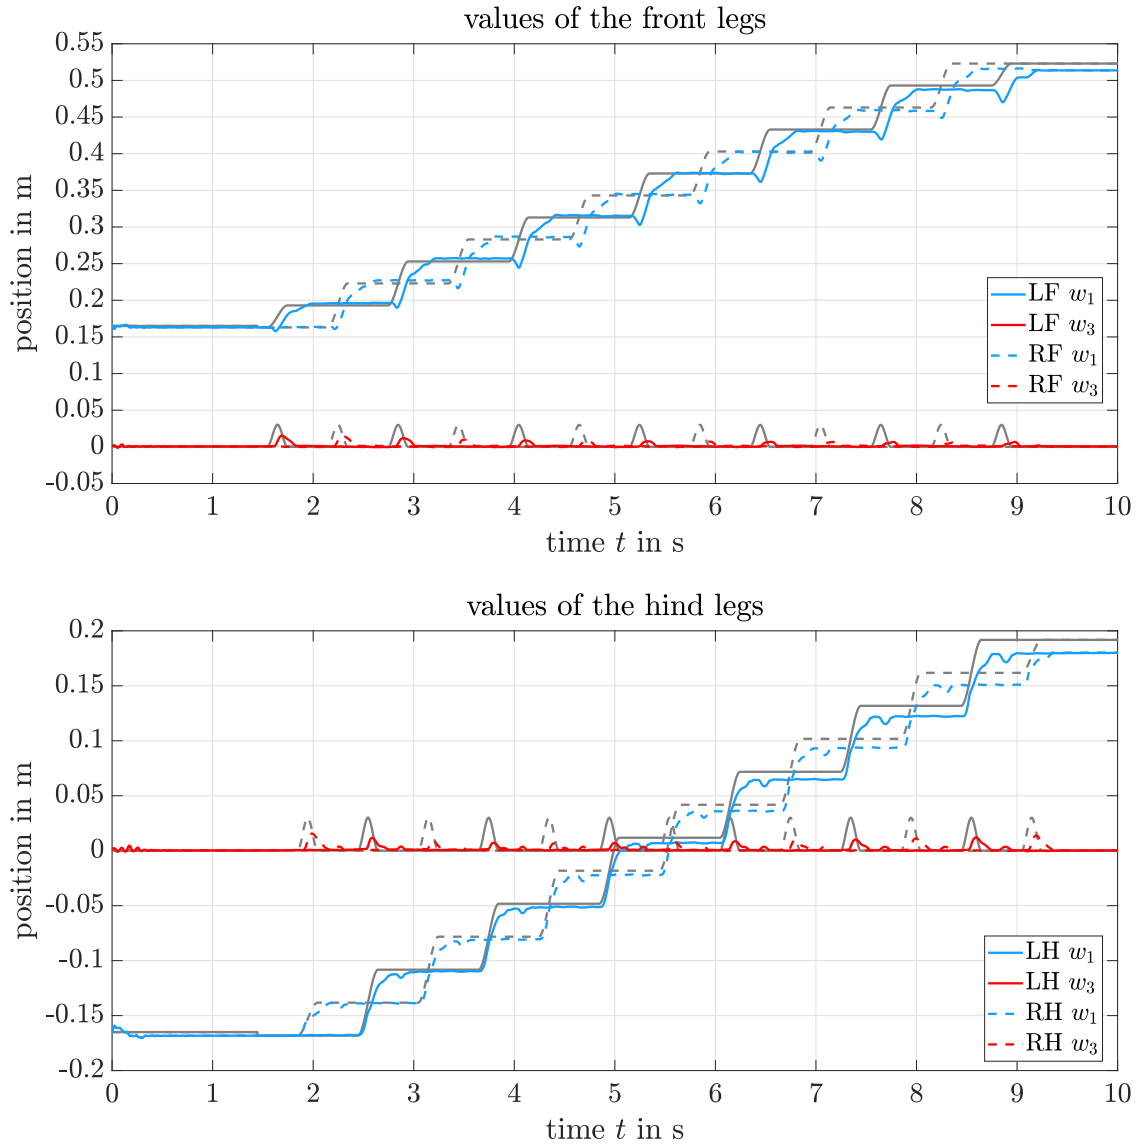 values of the front legs
0.55
0.5
0.45
0.4
0.35
0.3
0.25
0.2
0.15
0.1
0.05
0
-0.05
position in m
LF w₁
LF w₃
RF w₁
RF w₃
0 1 2 3 4 5 6 7 8 9 10
time t in s
values of the hind legs
0.2
0.15
0.1
0.05
0
-0.05
-0.1
-0.15
-0.2
position in m
LH w₁
LH w₃
RH w₁
RH w₃
0 1 2 3 4 5 6 7 8 9 10
time t in s